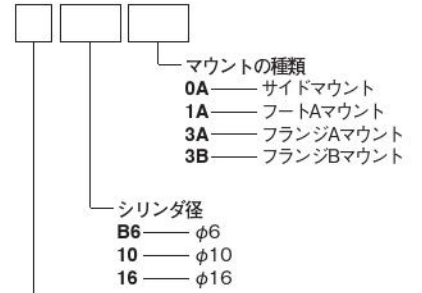 マウントの種類
0A サイドマウント
1A フートAマウント
3A フランジAマウント
3B フランジBマウント
シリンダ径
B6 φ6
10 φ10
16 φ16